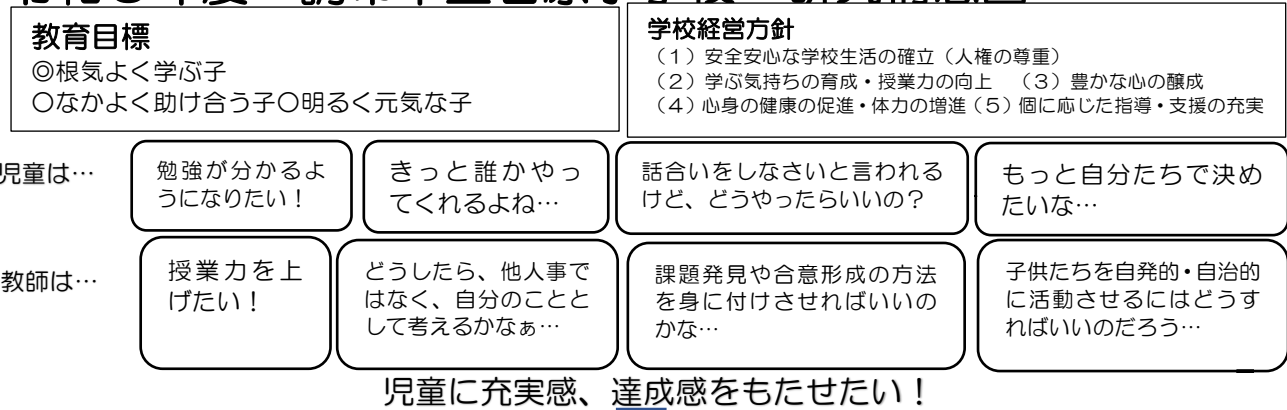 教育目標
◎根気よく学ぶ子
〇なかよく助け合う子〇明るく元気な子
学校経営方針
（１）安全安心な学校生活の確立（人権の尊重）
（２）学ぶ気持ちの育成・授業力の向上　（３）豊かな心の醸成
（４）心身の健康の促進・体力の増進（５）個に応じた指導・支援の充実
児童は…
勉強が分かるよ
うになりたい！
きっと誰かやっ
てくれるよね…
話合いをしなさいと言われる
けど、どうやったらいいの？
もっと自分たちで決め
たいな…
教師は…
授業力を上
げたい！
どうしたら、他人事で
はなく、自分のことと
して考えるかなぁ…
課題発見や合意形成の方法
を身に付けさせればいいの
かな…
子供たちを自発的・自治的
に活動させるにはどうす
ればいいのだろう…
児童に充実感、達成感をもたせたい！